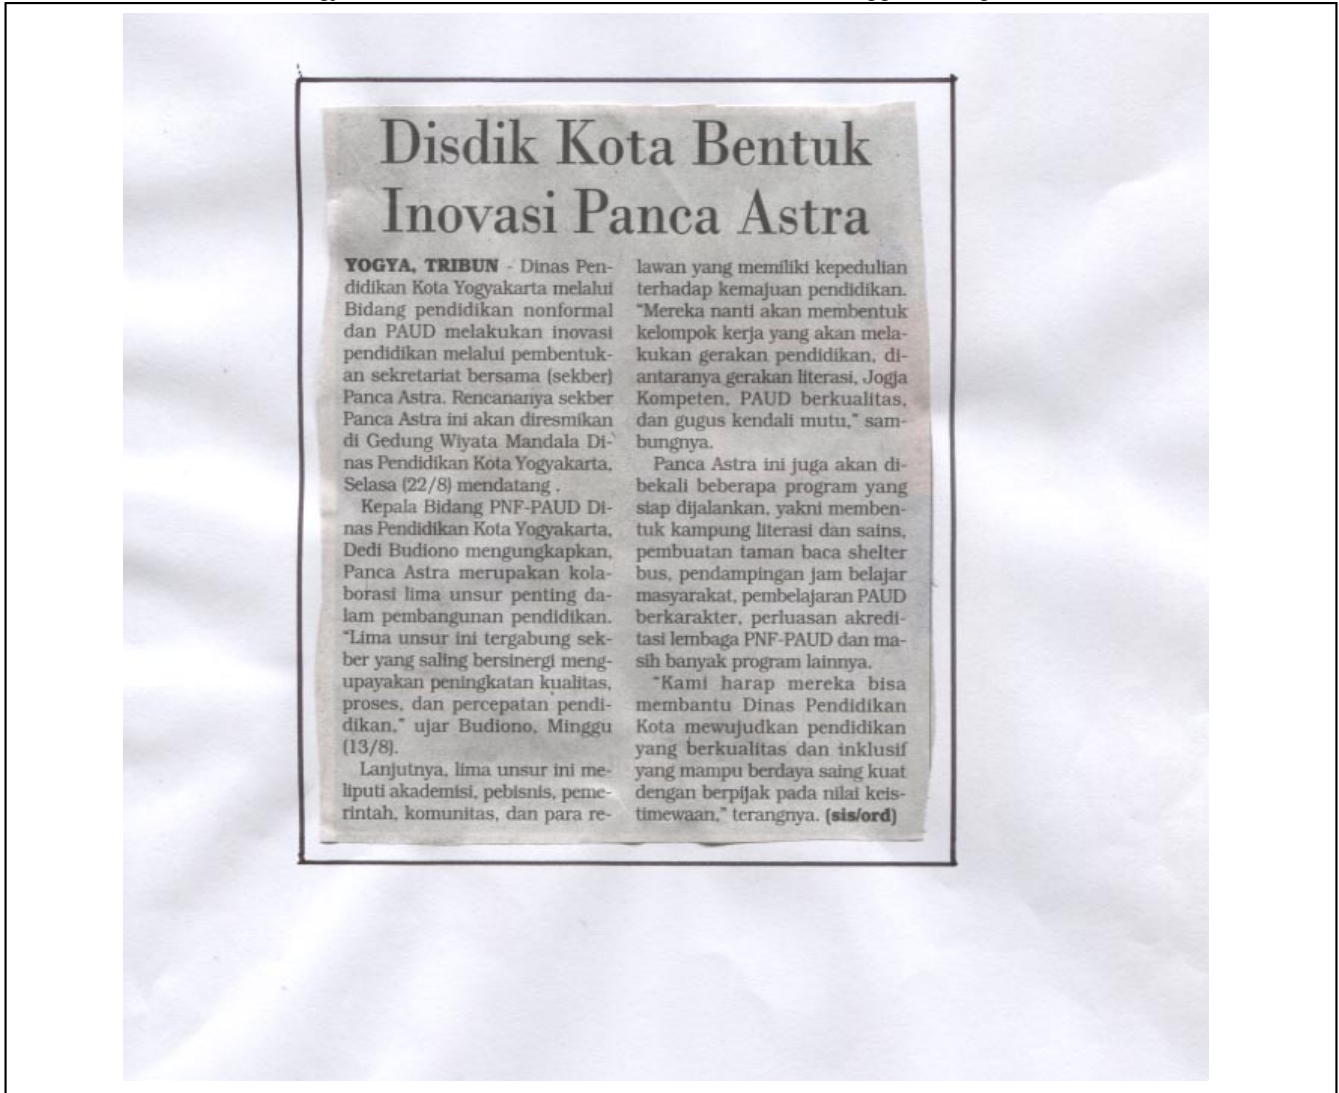 Disdik Kota Bentuk
Inovasi Panca Astra
YOGYA, TRIBUN - Dinas Pen-
didikan Kota Yogyakarta melalui
Bidang pendidikan nonformal
dan PAUD melakukan inovasi
pendidikan melalui pembentuk-
an sekretariat bersama (sekber)
Panca Astra. Rencananya sekber
Panca Astra ini akan diresmikan
di Gedung Wiyata Mandala Di-
nas Pendidikan Kota Yogyakarta,
Selasa (22/8) mendatang .
Kepala Bidang PNF-PAUD Di-
nas Pendidikan Kota Yogyakarta,
Dedi Budiono mengungkapkan,
Panca Astra merupakan kola-
borasi lima unsur penting da-
lam pembangunan pendidikan.
"Lima unsur ini tergabung sek-
ber yang saling bersinergi meng-
upayakan peningkatan kualitas,
proses, dan percepatan pendi-
dikan," ujar Budiono, Minggu
(13/8).
Lanjutnya, lima unsur ini me-
liputi akademisi, pebisnis, peme-
rintah, komunitas, dan para re-
lawan yang memiliki kepedulian
terhadap kemajuan pendidikan.
"Mereka nanti akan membentuk
kelompok kerja yang akan mela-
kukan gerakan pendidikan, di-
antaranya gerakan literasi, Jogja
Kompeten, PAUD berkualitas,
dan gugus kendali mutu," sam-
bungnya.
Panca Astra ini juga akan di-
bekali beberapa program yang
siap dijalankan, yakni memben-
tuk kampung literasi dan sains,
pembuatan taman baca shelter
bus, pendampingan jam belajar
masyarakat, pembelajaran PAUD
berkarakter, perluasan akredi-
tasi lembaga PNF-PAUD dan ma-
sih banyak program lainnya.
"Kami harap mereka bisa
membantu Dinas Pendidikan
Kota mewujudkan pendidikan
yang berkualitas dan inklusif
yang mampu berdaya saing kuat
dengan berpijak pada nilai keis-
timewaan," terangnya. (sis/ord)